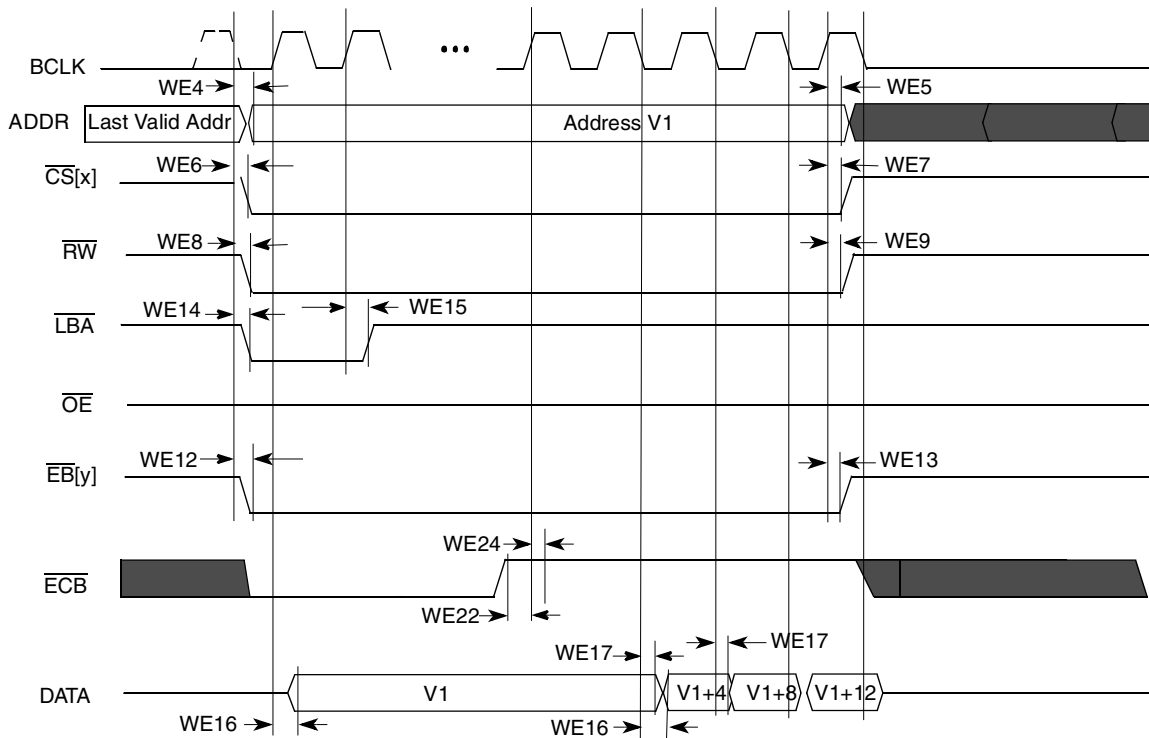 BCLK
•••
WE4
WE5
ADDR
Last Valid Addr
Address V1
WE6
WE7
CS[x]
WE8
WE9
RW
WE14
WE15
LBA
OE
WE12
WE13
EB[y]
WE24
ECB
WE22
WE17
WE17
DATA
V1
V1+4
V1+8
V1+12
WE16
WE16